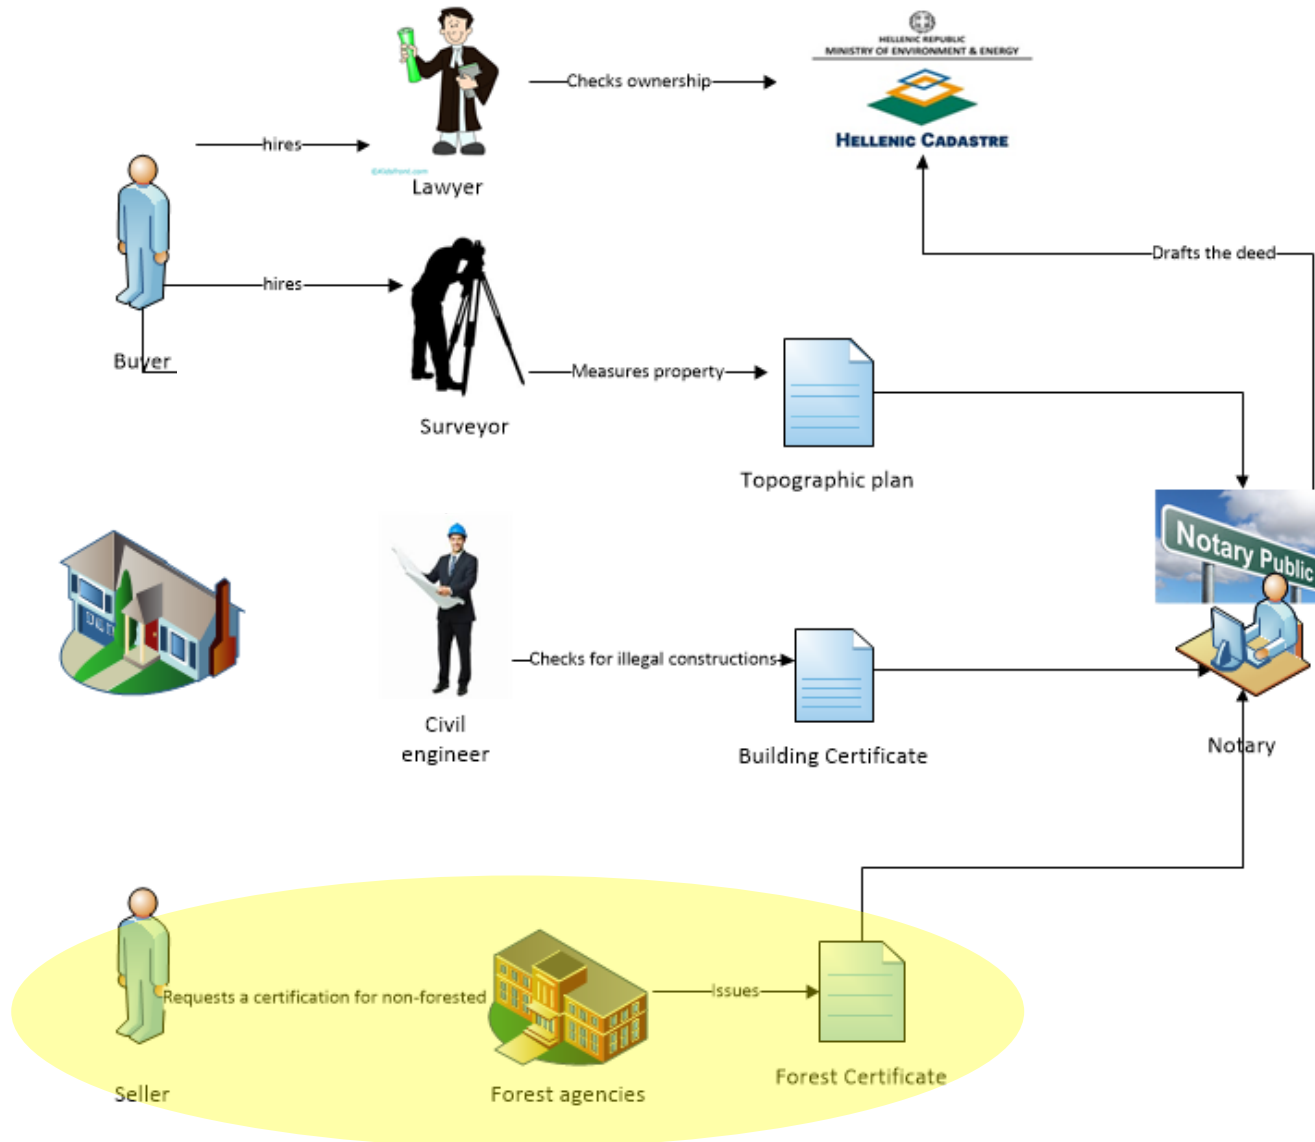 HELLENIC REPUBLIC
MINISTRY OF ENVIRONMENT & ENERGY
Checks ownership
HELLENIC CADASTRE
hires
©KidsFront.com
Lawyer
Drafts the deed
hires
Buyer
Measures property
Surveyor
Topographic plan
Notary Public
Checks for illegal constructions
Civil
engineer
Building Certificate
Notary
Requests a certification for non-forested
Issues
Seller
Forest agencies
Forest Certificate